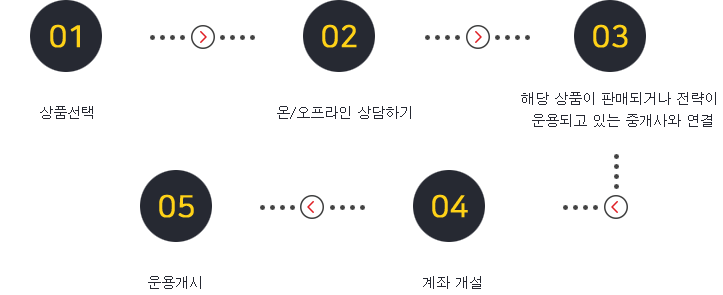 01
02
03
상품선택
온/오프라인 상담하기
해당 상품이 판매되거나 전략이
운용되고 있는 중개사와 연결
05
04
운용개시
계좌 개설